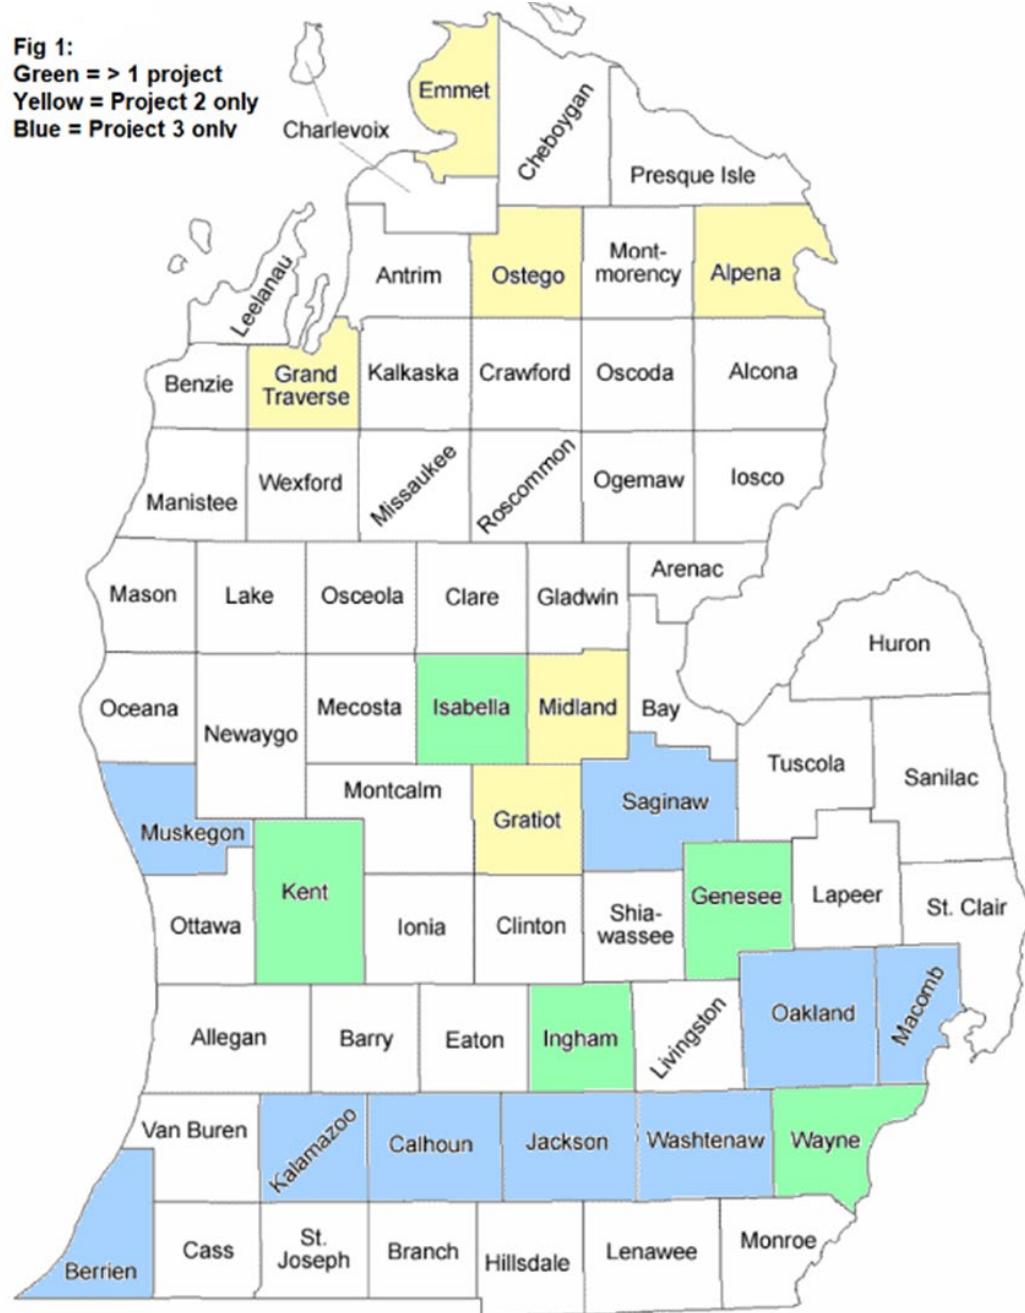 Fig 1:
Green = > 1 project
Yellow = Project 2 only
Blue = Project 3 only
Emmet
Charlevoix
Cheboygan
Presque Isle
Leelanau
Antrim
Ostego
Mont-
morency
Alpena
Benzie
Grand
Traverse
Kalkaska
Crawford
Oscoda
Alcona
Manistee
Wexford
Missaukee
Roscommon
Ogemaw
Iosco
Mason
Lake
Osceola
Clare
Gladwin
Arenac
Huron
Oceana
Newaygo
Mecosta
Isabella
Midland
Bay
Tuscola
Sanilac
Muskegon
Montcalm
Gratiot
Saginaw
Kent
Genesee
Lapeer
St. Clair
Ottawa
Ionia
Clinton
Shia-
wassee
Allegan
Barry
Eaton
Ingham
Livingston
Oakland
Macomb
Van Buren
Kalamazoo
Calhoun
Jackson
Washtenaw
Wayne
Berrien
Cass
St.
Joseph
Branch
Hillsdale
Lenawee
Monroe